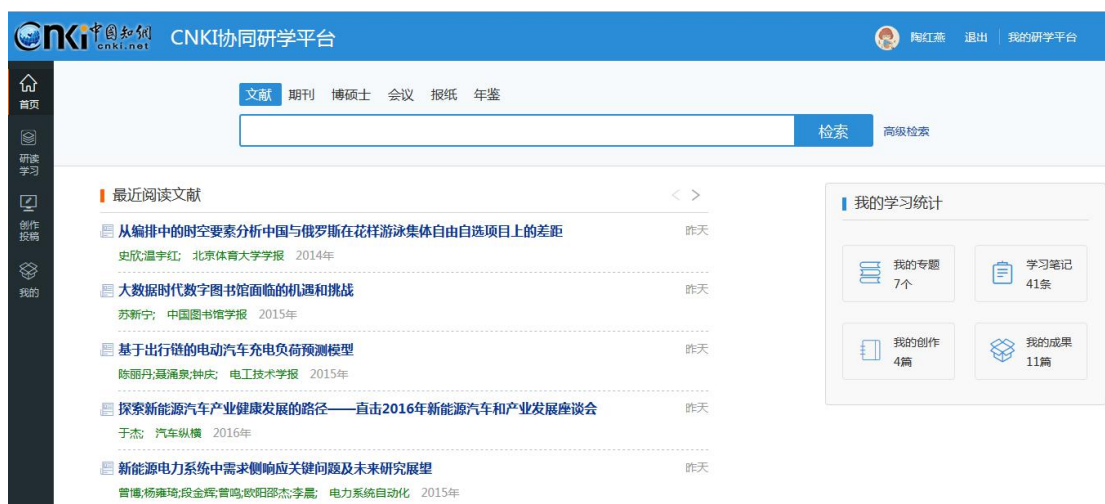 CNKI 中国知网 cnki.net CNKI协同研学平台 陶红燕 退出 我的研学平台
首页
研读
学习
创作
投稿
我的
文献 期刊 博硕士 会议 报纸 年鉴
检索 高级检索
最近阅读文献 < >
从编排中的时空要素分析中国与俄罗斯在花样游泳集体自由自选项目上的差距 昨天
史欣;温宇红; 北京体育大学学报 2014年
大数据时代数字图书馆面临的机遇和挑战 昨天
苏新宁; 中国图书馆学报 2015年
基于出行链的电动汽车充电负荷预测模型 昨天
陈丽丹;聂涌泉;钟庆; 电工技术学报 2015年
探索新能源汽车产业健康发展的路径——直击2016年新能源汽车和产业发展座谈会 昨天
于杰; 汽车纵横 2016年
新能源电力系统中需求侧响应关键问题及未来研究展望 昨天
曾博;杨雍琦;段金辉;曾鸣;欧阳邵杰;李晨; 电力系统自动化 2015年
我的学习统计
我的专题
7个
学习笔记
41条
我的创作
4篇
我的成果
11篇